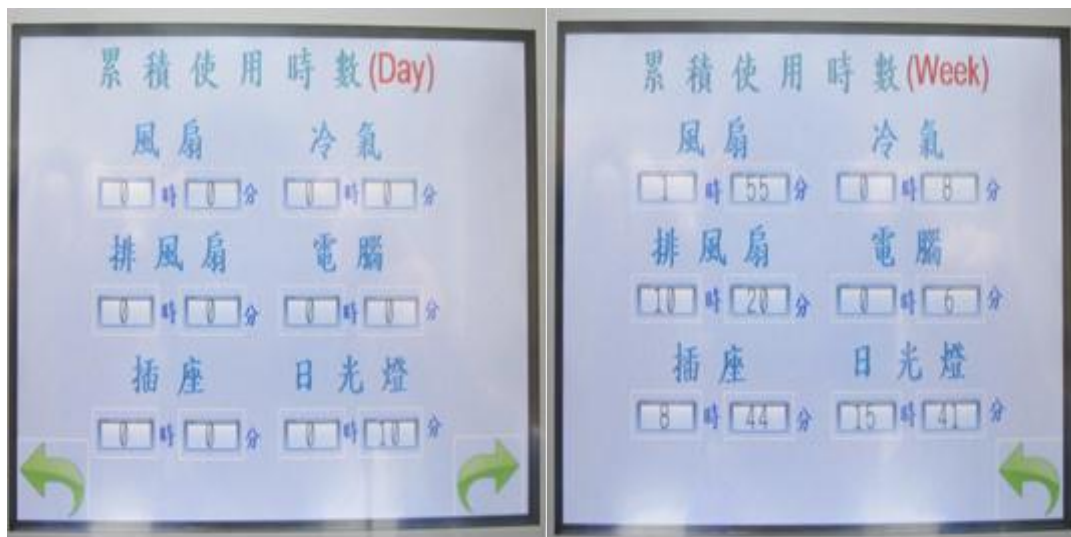 累積使用時數(Day)
風扇 冷氣
0 時 0 分 0 時 0 分
排風扇 電腦
0 時 0 分 0 時 0 分
插座 日光燈
0 時 0 分 0 時 10 分
累積使用時數(Week)
風扇 冷氣
1 時 55 分 0 時 8 分
排風扇 電腦
10 時 20 分 0 時 6 分
插座 日光燈
8 時 44 分 15 時 41 分